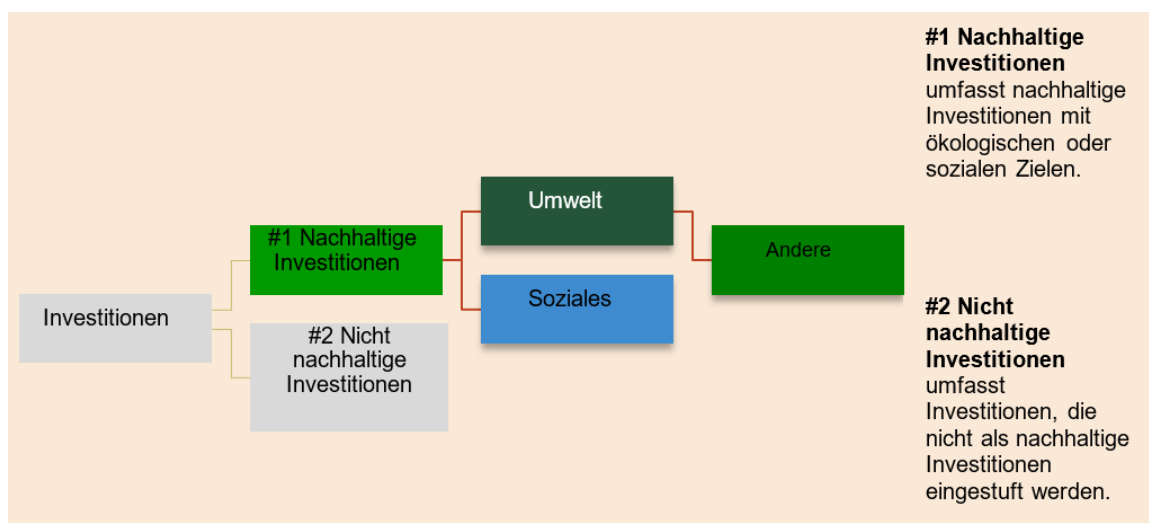 Investitionen
#1 Nachhaltige
Investitionen
#2 Nicht
nachhaltige
Investitionen
Umwelt
Soziales
Andere
#1 Nachhaltige
Investitionen
umfasst nachhaltige
Investitionen mit
ökologischen oder
sozialen Zielen.
#2 Nicht
nachhaltige
Investitionen
umfasst
Investitionen, die
nicht als nachhaltige
Investitionen
eingestuft werden.